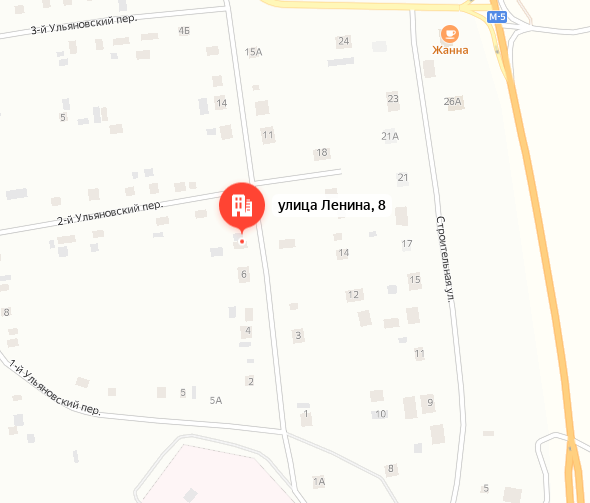 3-й Ульяновский пер.
4Б
М-5
15А
24
Жанна
14
23
26А
5
11
21А
18
21
2-й Ульяновский пер.
улица Ленина, 8
Строительная ул.
17
14
6
15
12
8
4
3
11
1-й Ульяновский пер.
2
5
5А
9
1
10
8
1А
5